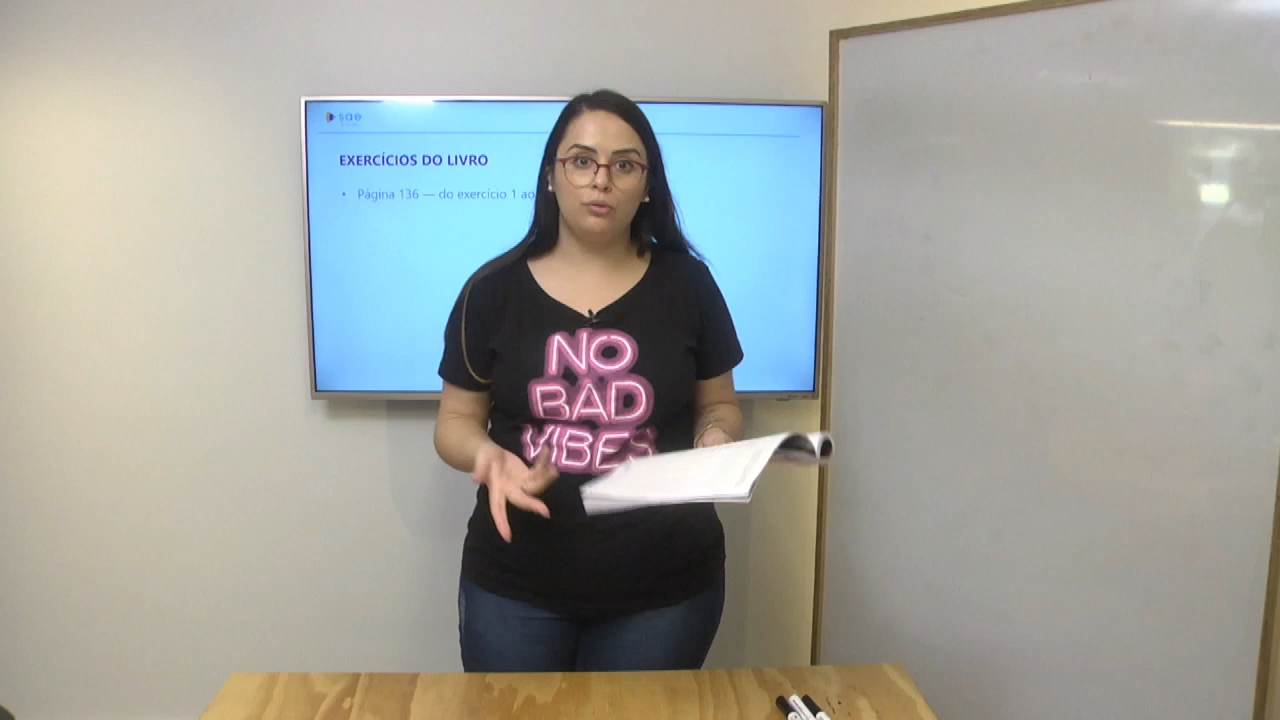 sae
EXERCÍCIOS DO LIVRO
• Página 136 — do exercício 1 ao
NO
BAD
VIBES